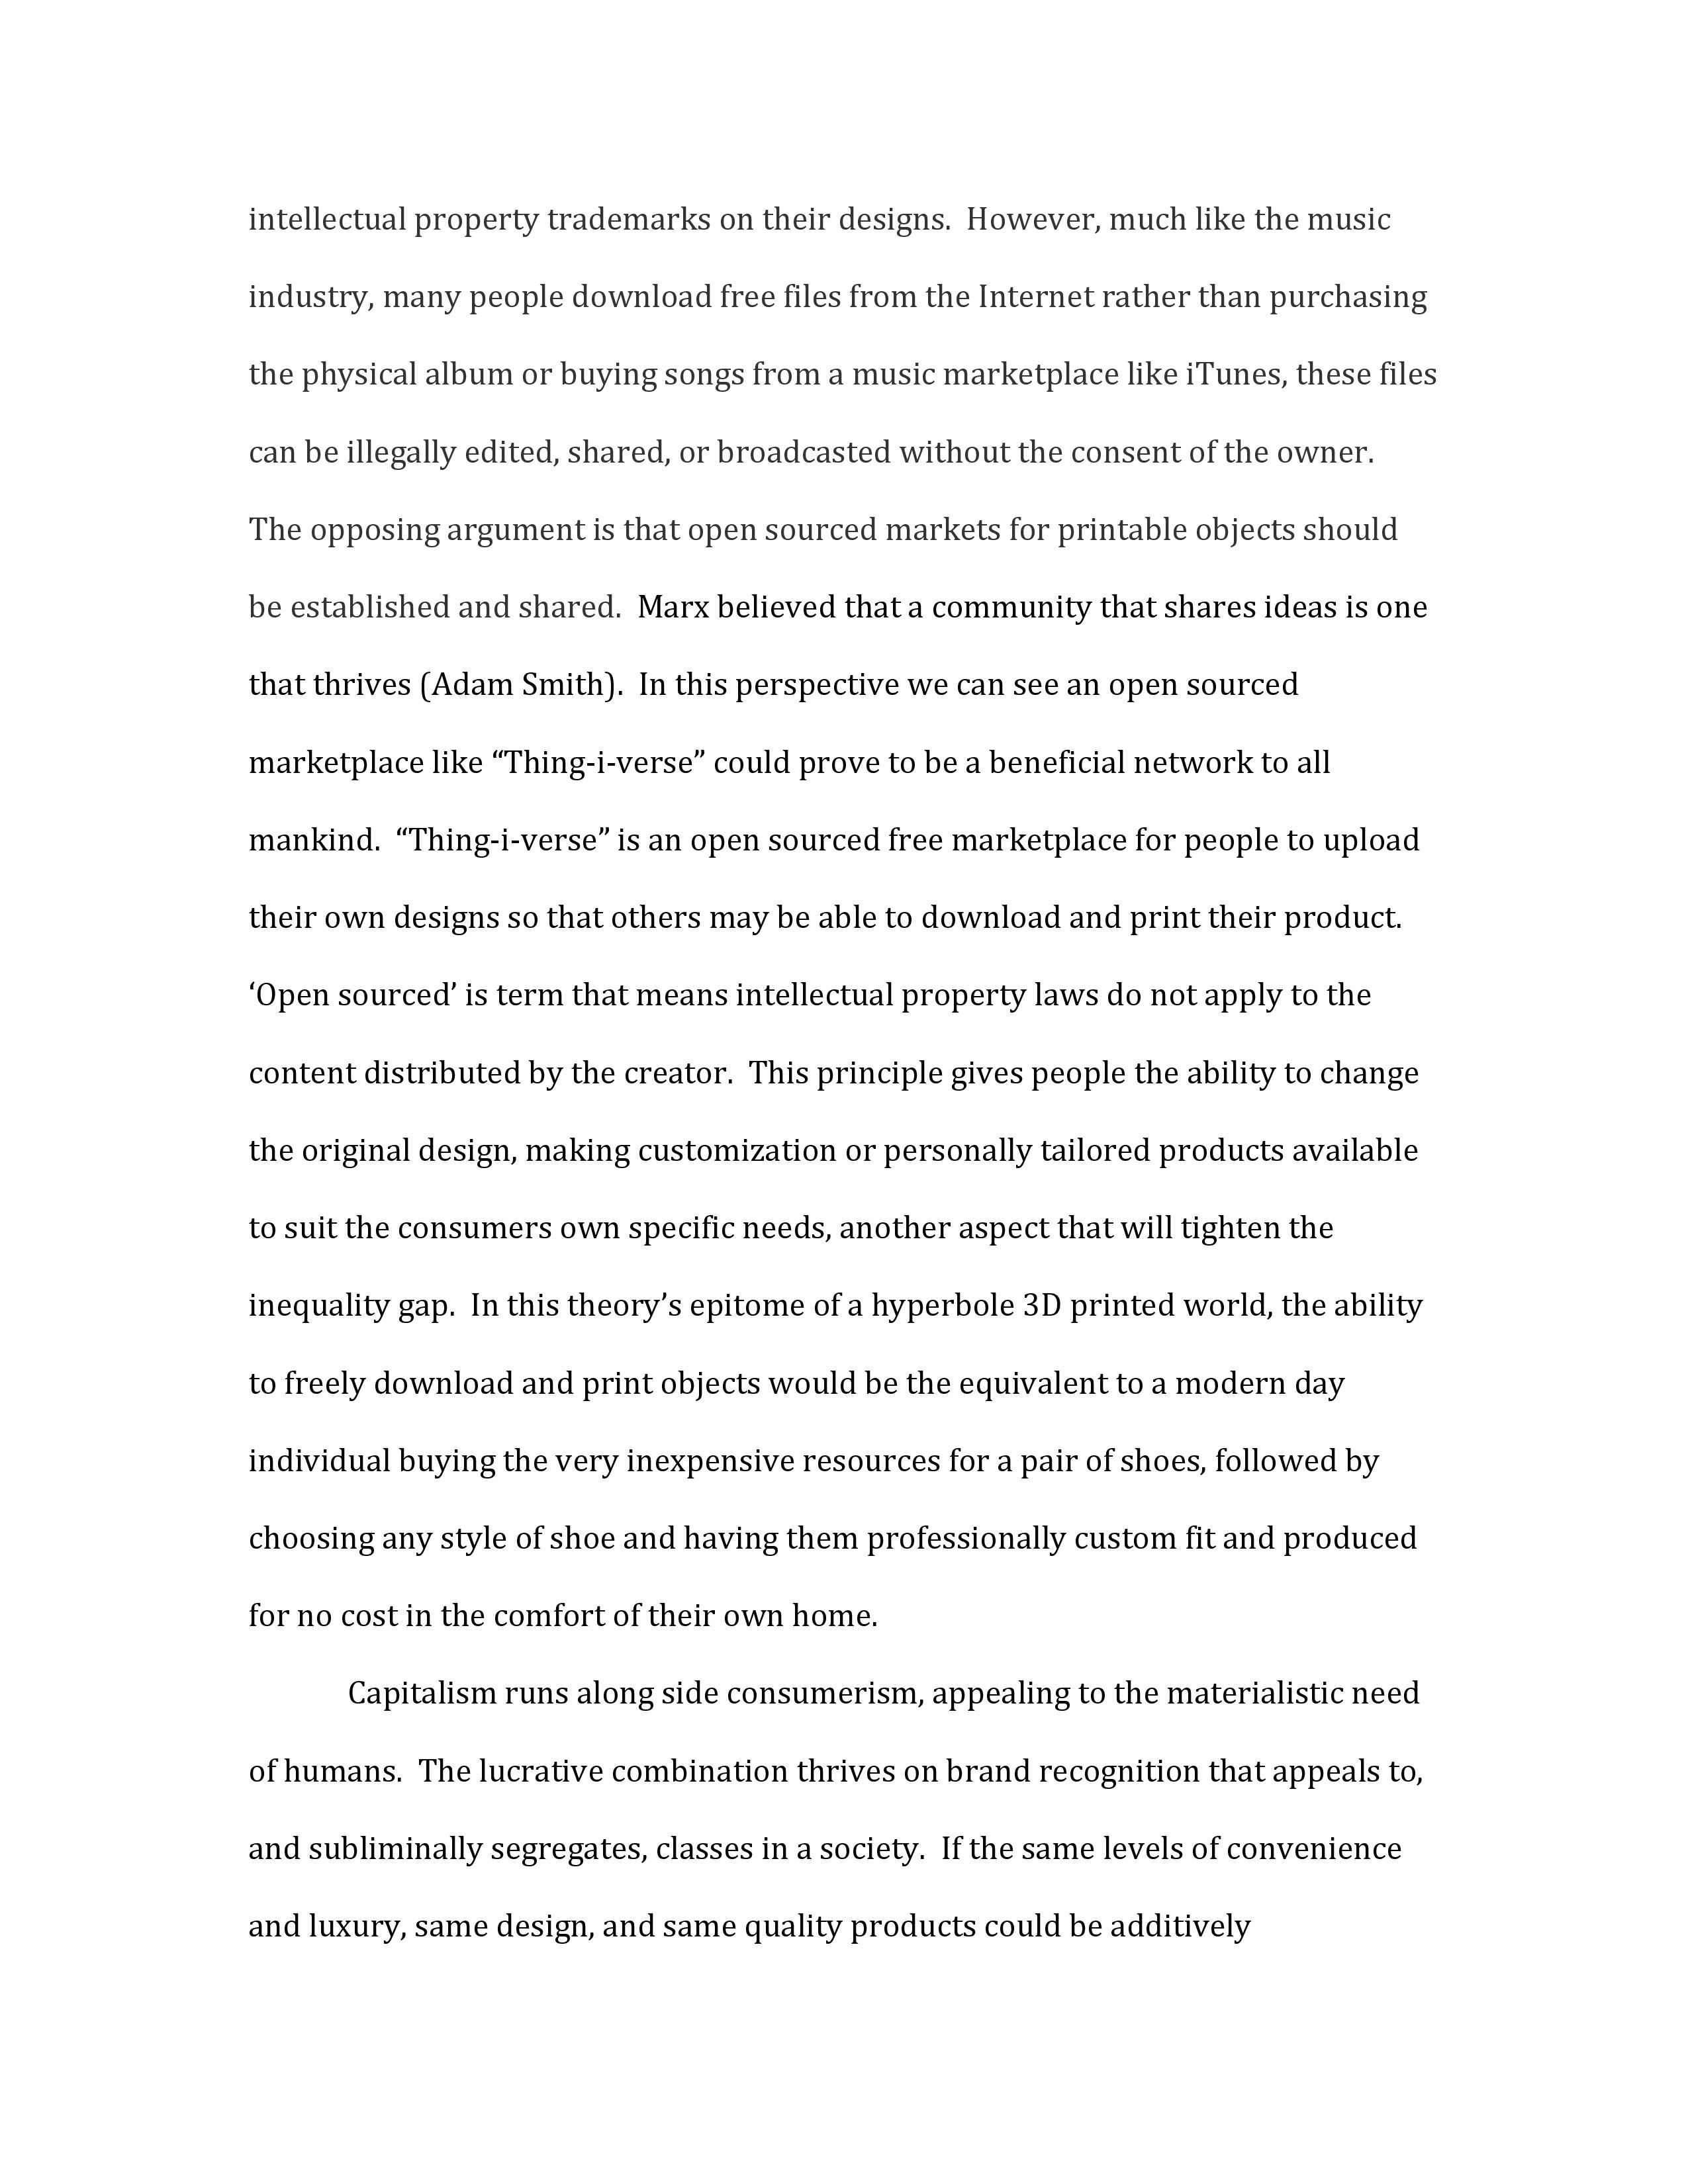 intellectual property trademarks on their designs.  However, much like the music
industry, many people download free files from the Internet rather than purchasing
the physical album or buying songs from a music marketplace like iTunes, these files
can be illegally edited, shared, or broadcasted without the consent of the owner.
The opposing argument is that open sourced markets for printable objects should
be established and shared.  Marx believed that a community that shares ideas is one
that thrives (Adam Smith).  In this perspective we can see an open sourced
marketplace like “Thing-i-verse” could prove to be a beneficial network to all
mankind.  “Thing-i-verse” is an open sourced free marketplace for people to upload
their own designs so that others may be able to download and print their product.
‘Open sourced’ is term that means intellectual property laws do not apply to the
content distributed by the creator.  This principle gives people the ability to change
the original design, making customization or personally tailored products available
to suit the consumers own specific needs, another aspect that will tighten the
inequality gap.  In this theory’s epitome of a hyperbole 3D printed world, the ability
to freely download and print objects would be the equivalent to a modern day
individual buying the very inexpensive resources for a pair of shoes, followed by
choosing any style of shoe and having them professionally custom fit and produced
for no cost in the comfort of their own home.
Capitalism runs along side consumerism, appealing to the materialistic need
of humans.  The lucrative combination thrives on brand recognition that appeals to,
and subliminally segregates, classes in a society.  If the same levels of convenience
and luxury, same design, and same quality products could be additively